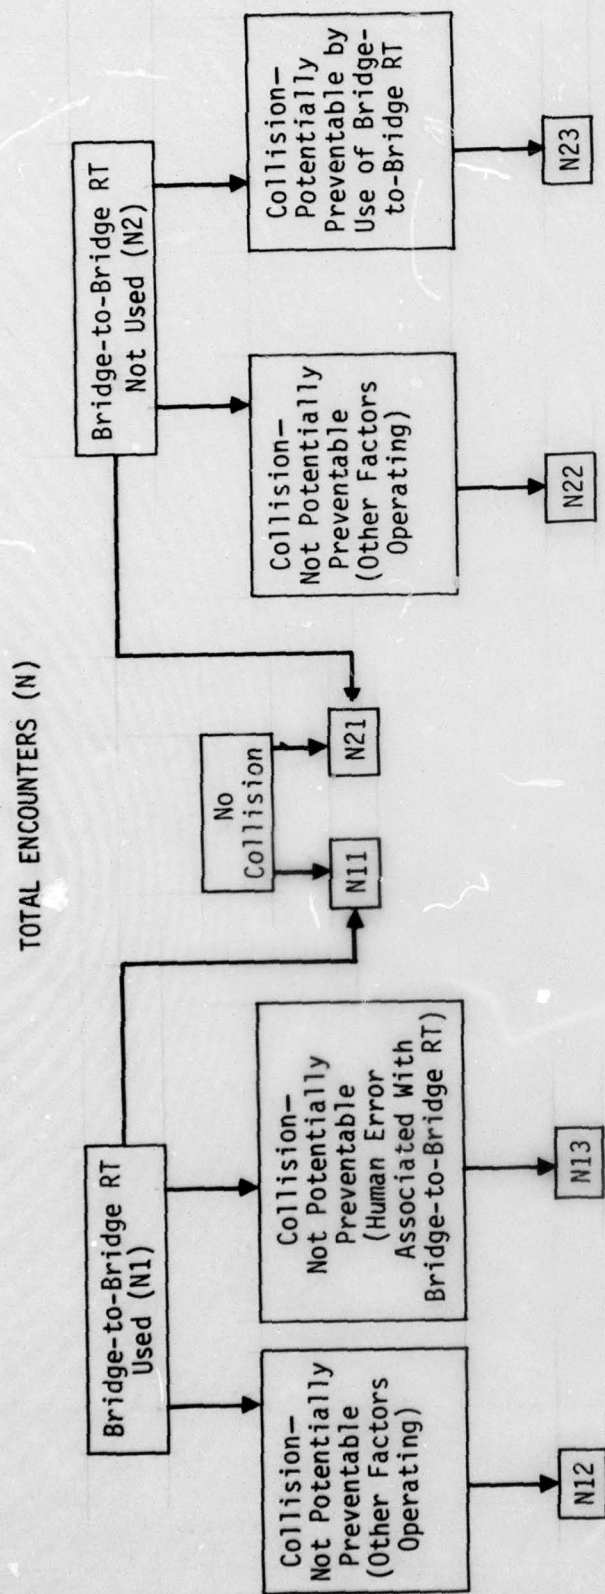 TOTAL ENCOUNTERS (N)
Bridge-to-Bridge RT
Used (N1)
Bridge-to-Bridge RT
Not Used (N2)
No
Collision
N11
N21
Collision—
Not Potentially
Preventable
(Other Factors
Operating)
Collision—
Not Potentially
Preventable
(Human Error
Associated With
Bridge-to-Bridge RT)
Collision—
Not Potentially
Preventable
(Other Factors
Operating)
Collision—
Potentially
Preventable by
Use of Bridge-
to-Bridge RT
N12
N13
N22
N23